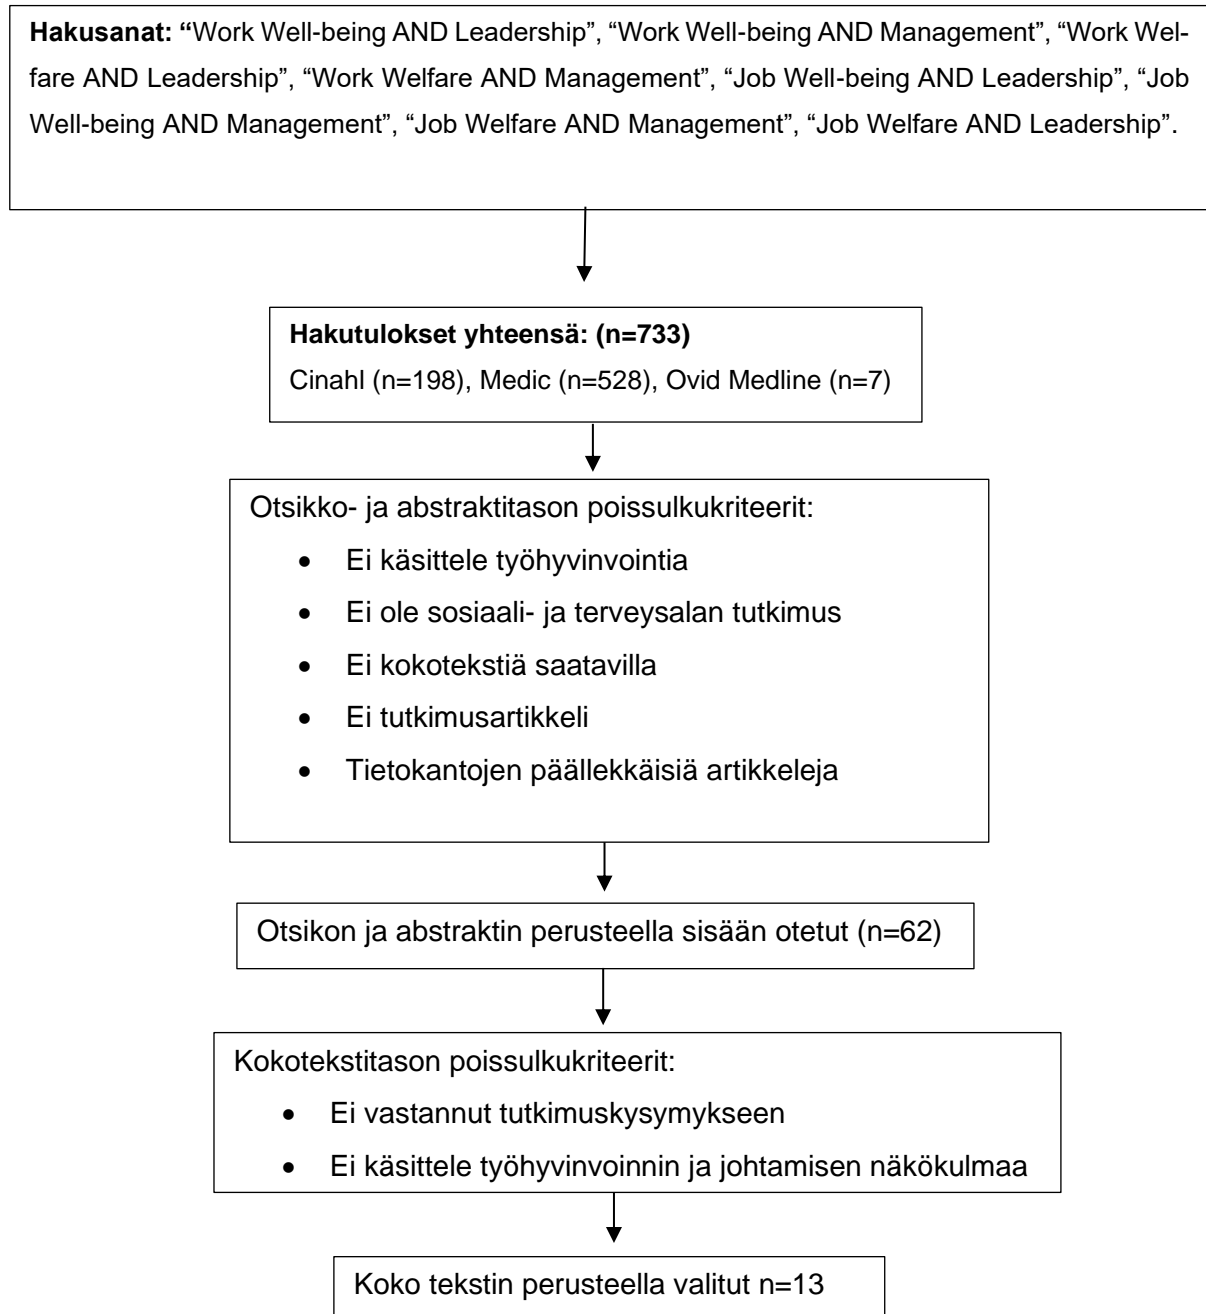 Hakusanat: “Work Well-being AND Leadership”, “Work Well-being AND Management”, “Work Wel-
fare AND Leadership”, “Work Welfare AND Management”, “Job Well-being AND Leadership”, “Job
Well-being AND Management”, “Job Welfare AND Management”, “Job Welfare AND Leadership”.
Hakutulokset yhteensä: (n=733)
Cinahl (n=198), Medic (n=528), Ovid Medline (n=7)
Otsikko- ja abstraktitason poissulkukriteerit:
• Ei käsittele työhyvinvointia
• Ei ole sosiaali- ja terveysalan tutkimus
• Ei kokotekstiä saatavilla
• Ei tutkimusartikkeli
• Tietokantojen päällekkäisiä artikkeleja
Otsikon ja abstraktin perusteella sisään otetut (n=62)
Kokotekstitason poissulkukriteerit:
• Ei vastannut tutkimuskysymykseen
• Ei käsittele työhyvinvoinnin ja johtamisen näkökulmaa
Koko tekstin perusteella valitut n=13